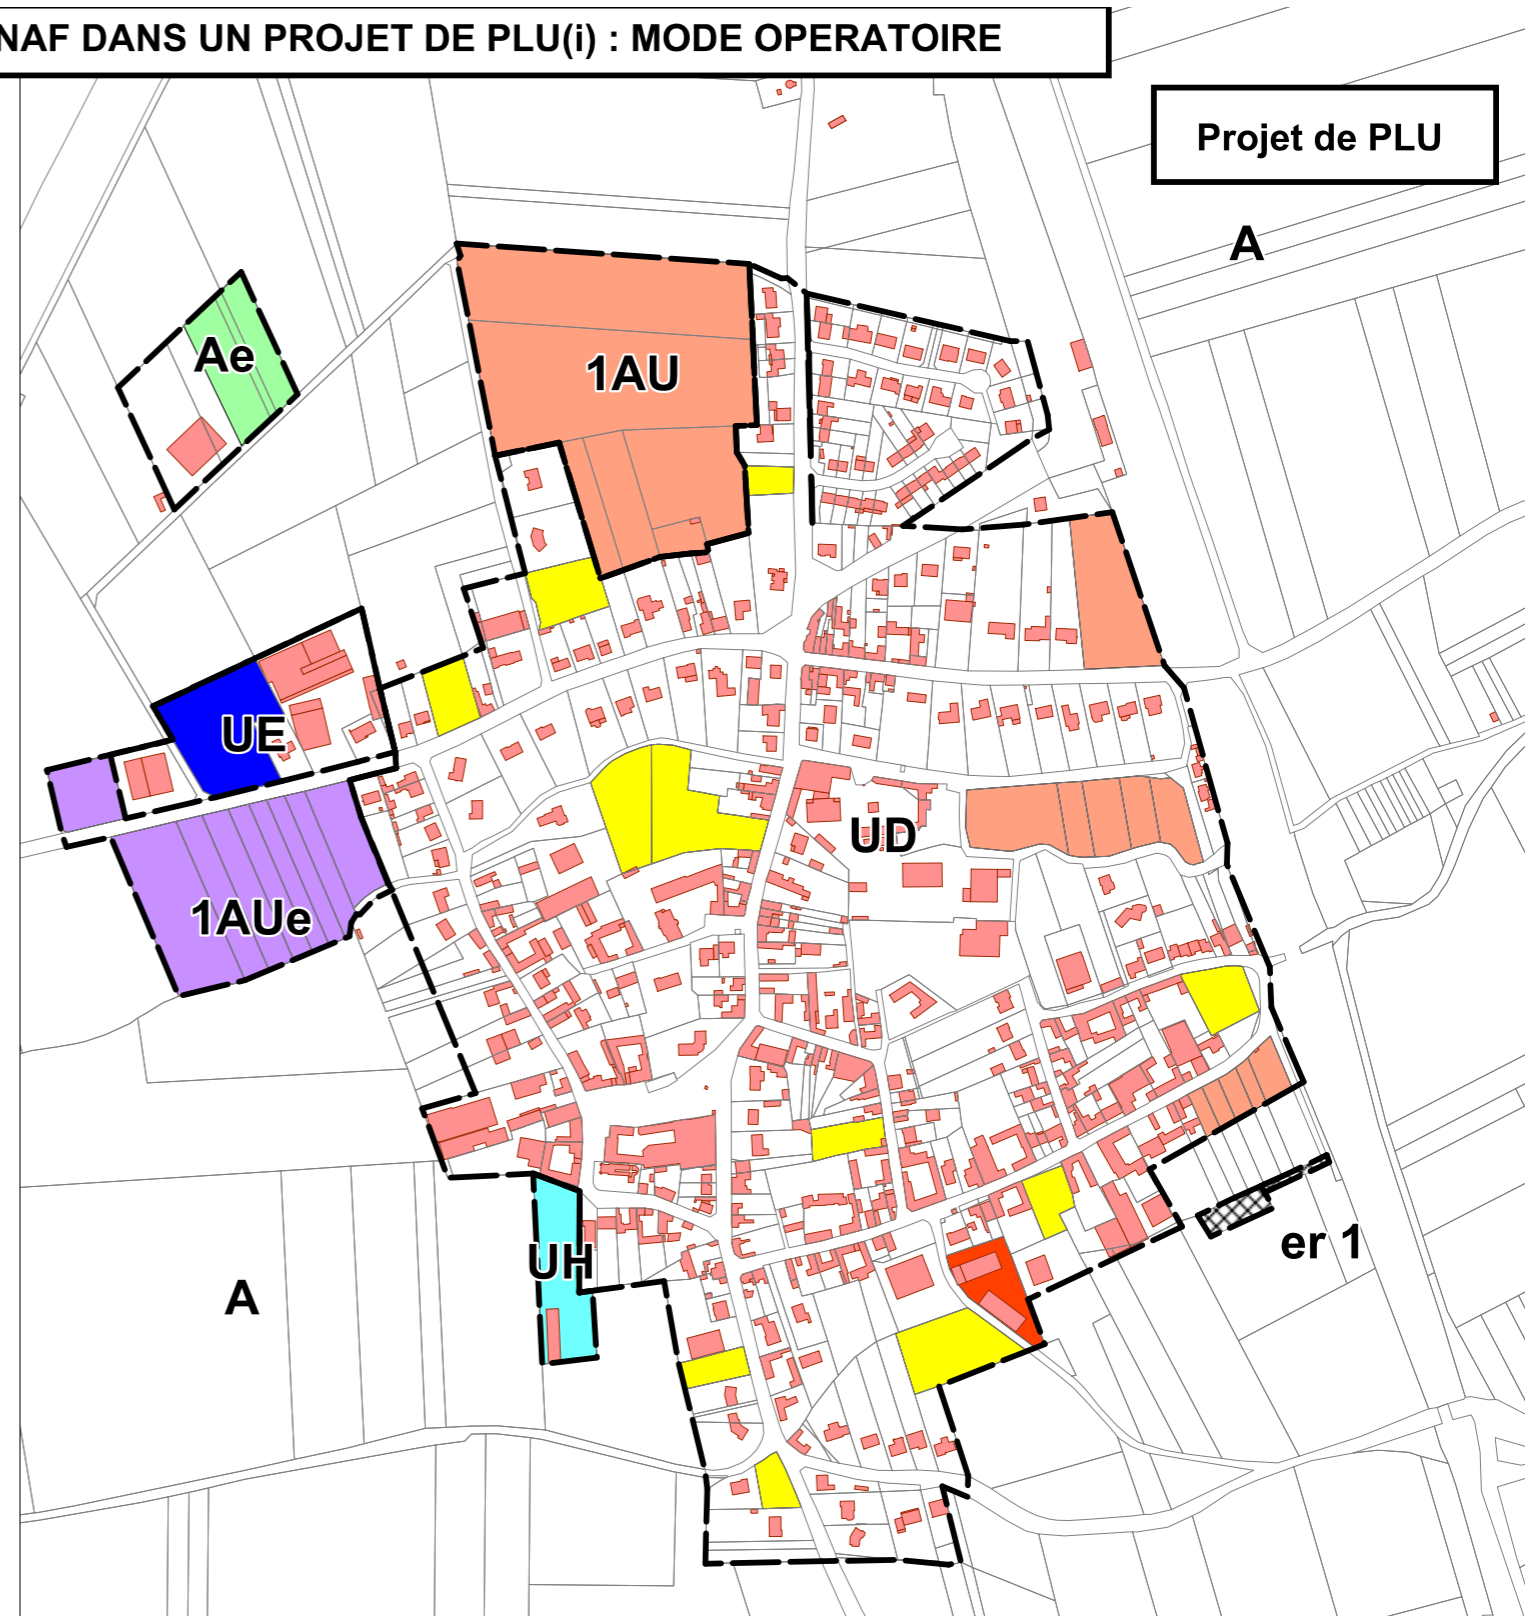 NAF DANS UN PROJET DE PLU(i) : MODE OPERATOIRE
Projet de PLU
A
Ae
1AU
UE
UD
1AUe
er 1
UH
A